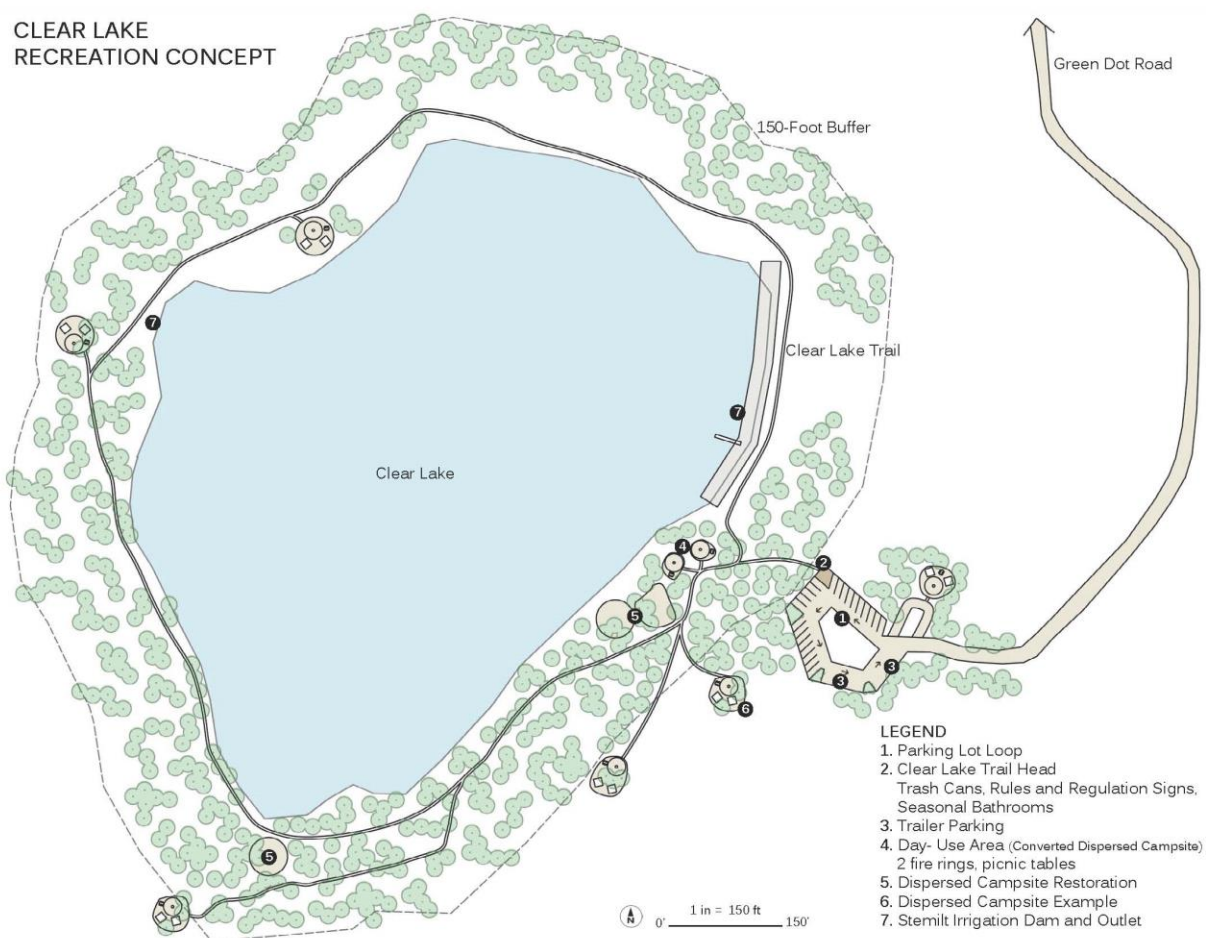 CLEAR LAKE
RECREATION CONCEPT
Green Dot Road
150-Foot Buffer
7
Clear Lake Trail
7
Clear Lake
4
2
5
1
3
3
6
5
LEGEND
1. Parking Lot Loop
2. Clear Lake Trail Head
Trash Cans, Rules and Regulation Signs,
Seasonal Bathrooms
3. Trailer Parking
4. Day- Use Area (Converted Dispersed Campsite)
2 fire rings, picnic tables
5. Dispersed Campsite Restoration
6. Dispersed Campsite Example
7. Stemilt Irrigation Dam and Outlet
N
1 in = 150 ft
0' 150'